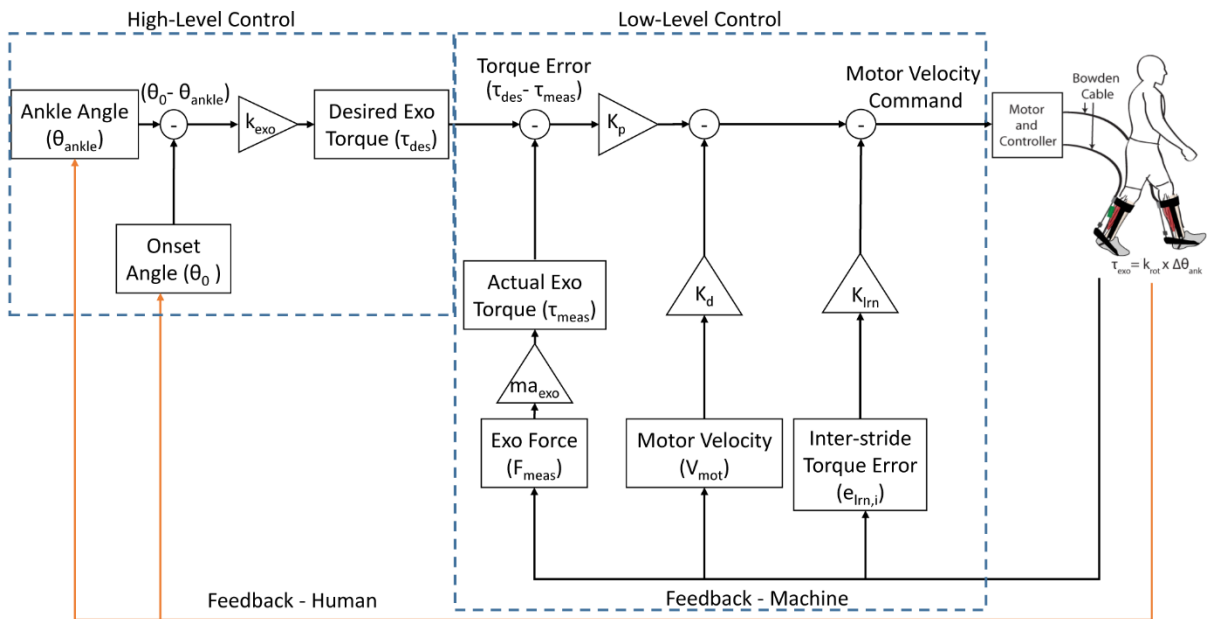 High-Level Control
Low-Level Control
Ankle Angle
(θankle)
(θ0- θankle)
-
kexo
Desired Exo
Torque (τdes)
Onset
Angle (θ0 )
Torque Error
(τdes- τmeas)
-
Kp
-
-
Motor Velocity
Command
Actual Exo
Torque (τmeas)
maexo
Exo Force
(Fmeas)
Kd
Motor Velocity
(Vmot)
Klrn
Inter-stride
Torque Error
(elrn,i)
Motor
and
Controller
Bowden
Cable
τexo = krot x Δθank
Feedback - Human
Feedback - Machine